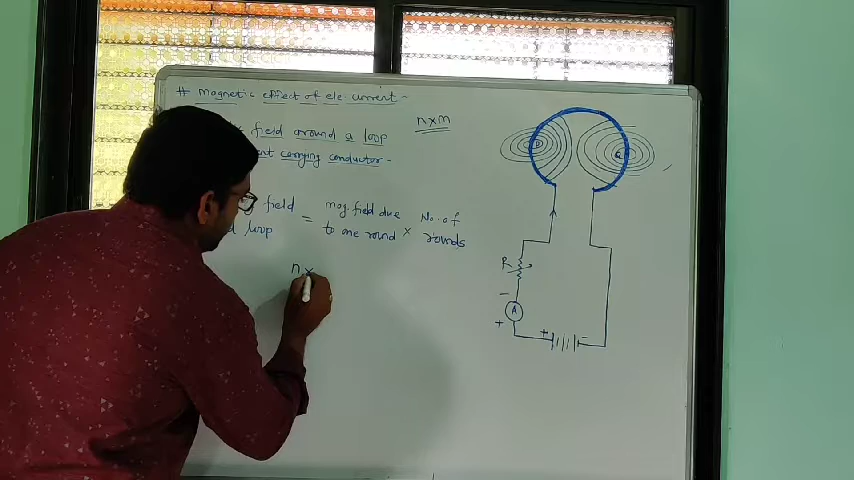 # magnetic effect of ele. current -
field around a loop
n×m
current carrying conductor -
field = mag. field due to one round × No. of rounds
loop
n ×
R
-
A
+
+
-